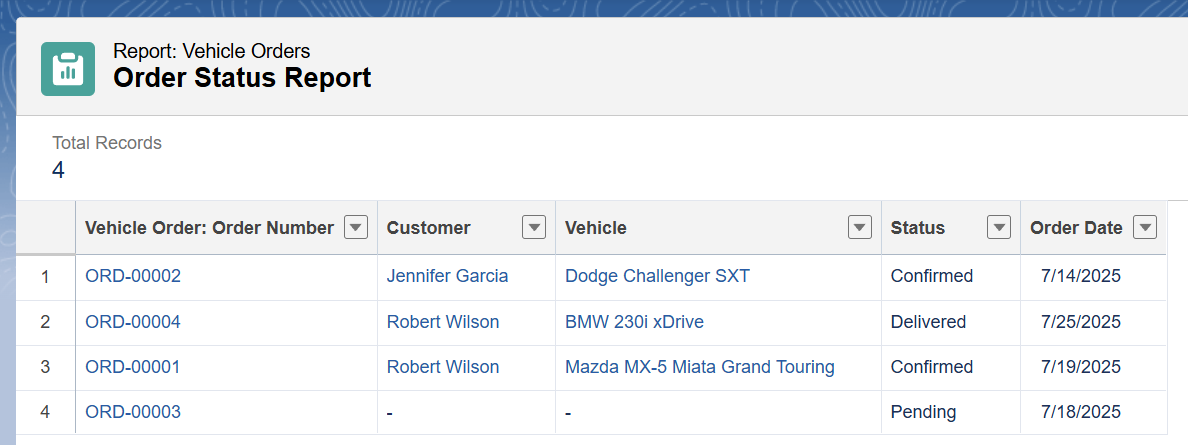 Report: Vehicle Orders
Order Status Report
Total Records
4
Vehicle Order: Order Number Customer Vehicle Status Order Date
1 ORD-00002 Jennifer Garcia Dodge Challenger SXT Confirmed 7/14/2025
2 ORD-00004 Robert Wilson BMW 230i xDrive Delivered 7/25/2025
3 ORD-00001 Robert Wilson Mazda MX-5 Miata Grand Touring Confirmed 7/19/2025
4 ORD-00003 - - Pending 7/18/2025